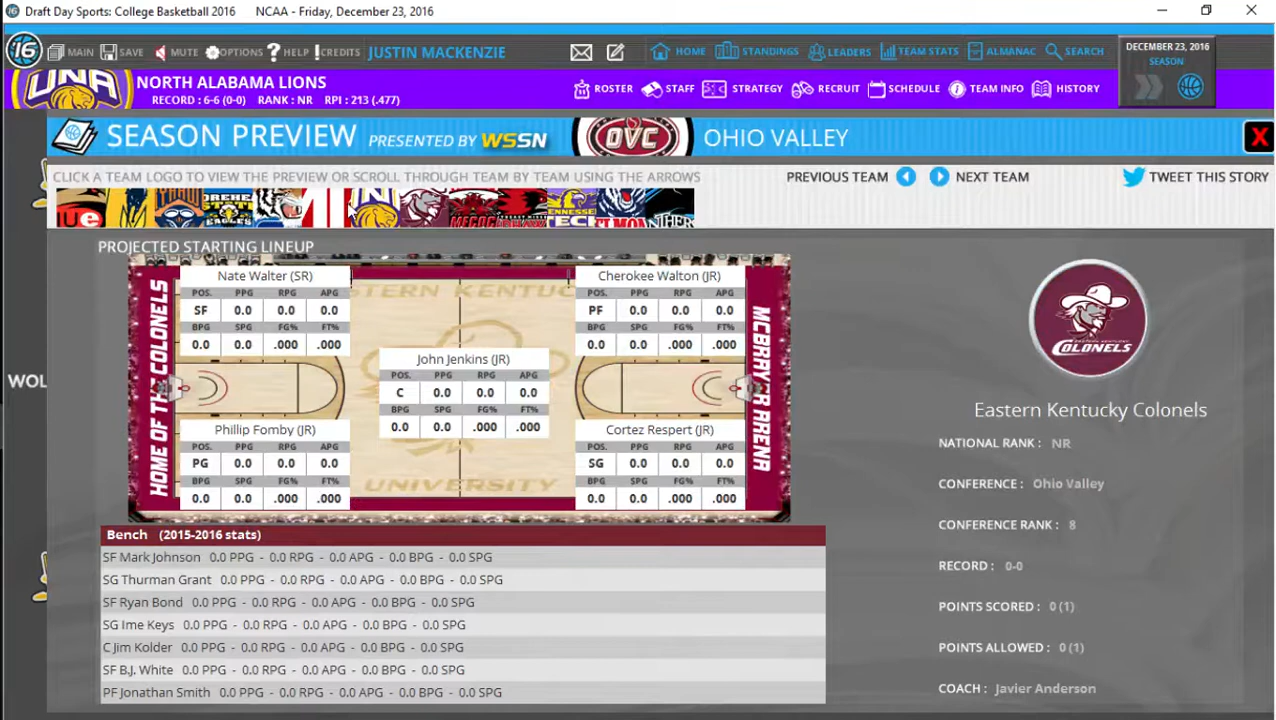 Draft Day Sports: College Basketball 2016 NCAA - Friday, December 23, 2016
16 MAIN SAVE MUTE OPTIONS ? HELP ! CREDITS JUSTIN MACKENZIE HOME STANDINGS LEADERS TEAM STATS ALMANAC SEARCH DECEMBER 23, 2016
SEASON
UNA NORTH ALABAMA LIONS
RECORD : 6-6 (0-0) RANK : NR RPI : 213 (.477) ROSTER STAFF STRATEGY RECRUIT SCHEDULE TEAM INFO HISTORY
SEASON PREVIEW PRESENTED BY WSSN OVC OHIO VALLEY X
CLICK A TEAM LOGO TO VIEW THE PREVIEW OR SCROLL THROUGH TEAM BY TEAM USING THE ARROWS PREVIOUS TEAM NEXT TEAM TWEET THIS STORY
PROJECTED STARTING LINEUP
EASTERN KENTUC
HOME OF THE COLONELS
Nate Walter (SR)
POS. PPG RPG APG
SF 0.0 0.0 0.0
BPG SPG FG% FT%
0.0 0.0 .000 .000
Cherokee Walton (JR)
POS. PPG RPG APG
PF 0.0 0.0 0.0
BPG SPG FG% FT%
0.0 0.0 .000 .000
John Jenkins (JR)
POS. PPG RPG APG
C 0.0 0.0 0.0
BPG SPG FG% FT%
0.0 0.0 .000 .000
Phillip Fomby (JR)
POS. PPG RPG APG
PG 0.0 0.0 0.0
BPG SPG FG% FT%
0.0 0.0 .000 .000
Cortez Respert (JR)
POS. PPG RPG APG
SG 0.0 0.0 0.0
BPG SPG FG% FT%
0.0 0.0 .000 .000
UNIVERSITY
MCBRAYER ARENA
WOL
Bench (2015-2016 stats)
SF Mark Johnson 0.0 PPG - 0.0 RPG - 0.0 APG - 0.0 BPG - 0.0 SPG
SG Thurman Grant 0.0 PPG - 0.0 RPG - 0.0 APG - 0.0 BPG - 0.0 SPG
SF Ryan Bond 0.0 PPG - 0.0 RPG - 0.0 APG - 0.0 BPG - 0.0 SPG
SG Ime Keys 0.0 PPG - 0.0 RPG - 0.0 APG - 0.0 BPG - 0.0 SPG
C Jim Kolder 0.0 PPG - 0.0 RPG - 0.0 APG - 0.0 BPG - 0.0 SPG
SF B.J. White 0.0 PPG - 0.0 RPG - 0.0 APG - 0.0 BPG - 0.0 SPG
PF Jonathan Smith 0.0 PPG - 0.0 RPG - 0.0 APG - 0.0 BPG - 0.0 SPG
COLONELS
Eastern Kentucky Colonels
NATIONAL RANK : NR
CONFERENCE : Ohio Valley
CONFERENCE RANK : 8
RECORD : 0-0
POINTS SCORED : 0 (1)
POINTS ALLOWED : 0 (1)
COACH : Javier Anderson